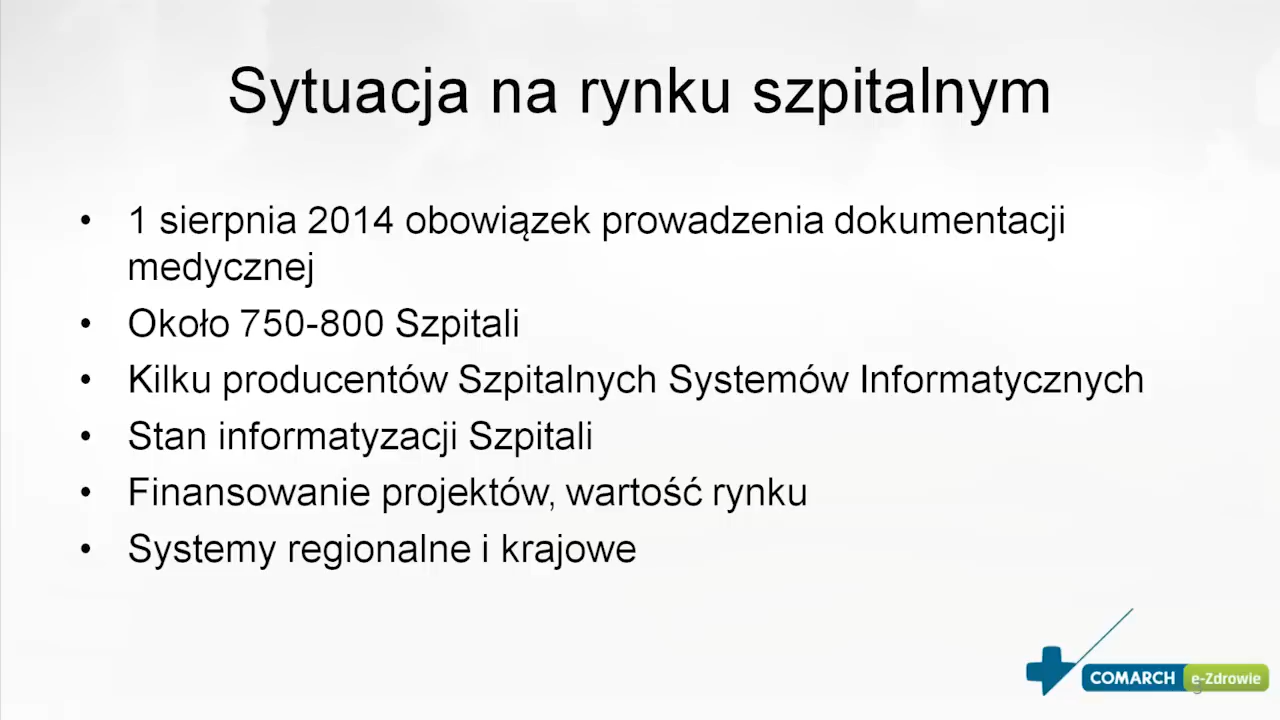 Sytuacja na rynku szpitalnym
• 1 sierpnia 2014 obowiązek prowadzenia dokumentacji
medycznej
• Około 750-800 Szpitali
• Kilku producentów Szpitalnych Systemów Informatycznych
• Stan informatyzacji Szpitali
• Finansowanie projektów, wartość rynku
• Systemy regionalne i krajowe
COMARCH e-Zdrowie